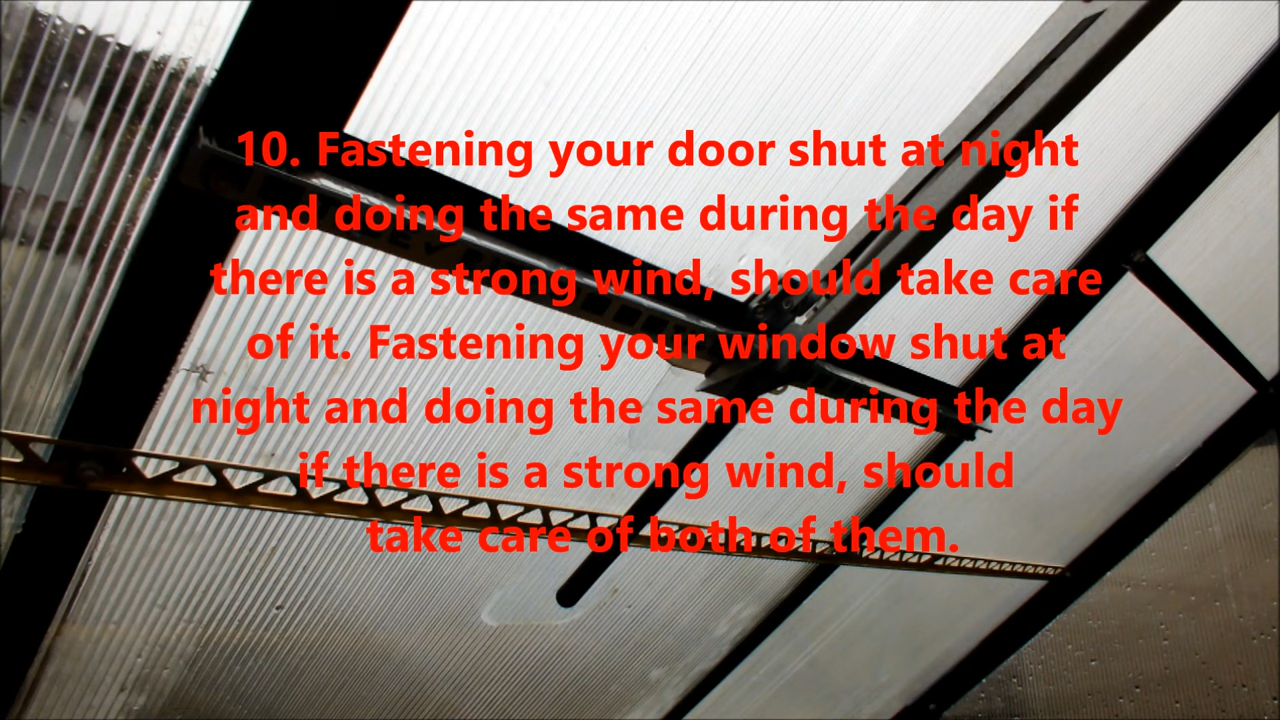 10. Fastening your door shut at night
and doing the same during the day if
there is a strong wind, should take care
of it. Fastening your window shut at
night and doing the same during the day
if there is a strong wind, should
take care of both of them.